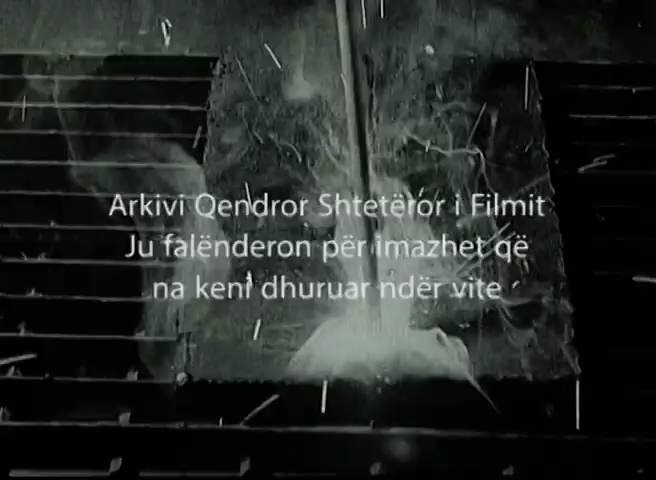 Arkivi Qendror Shtetëror i Filmit
Ju falënderon për imazhet që
na keni dhuruar ndër vite